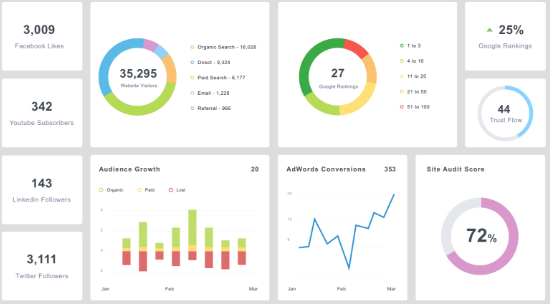 3,009
Facebook Likes
342
Youtube Subscribers
143
Linkedin Followers
3,111
Twitter Followers
35,295
Website Visitors
Organic Search - 18,028
Direct - 9,324
Paid Search - 6,177
Email - 1,228
Referral - 966
27
Google Rankings
1 to 3
4 to 10
11 to 20
21 to 50
51 to 100
25%
Google Rankings
44
Trust Flow
Audience Growth 20
Organic Paid Lost
Jan Feb Mar
AdWords Conversions 353
Jan Feb Mar
Site Audit Score
72%